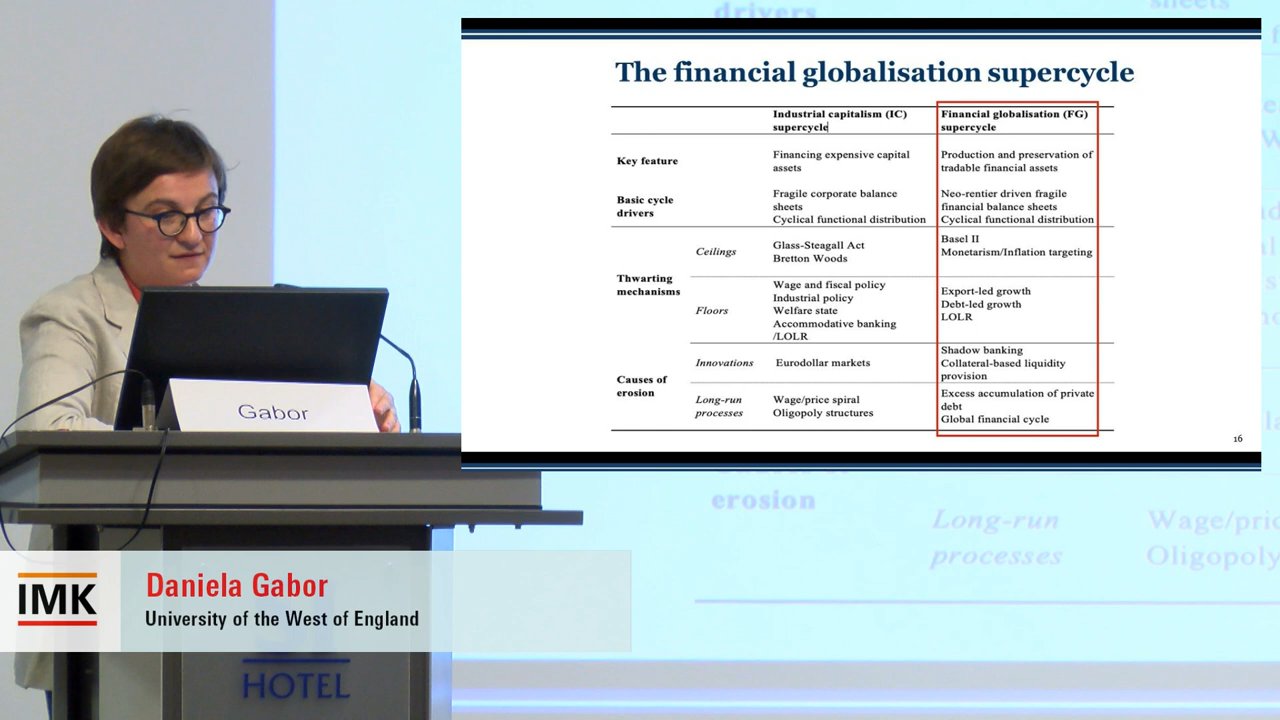 drivers
sheets
The financial globalisation supercycle
Industrial capitalism (IC) supercycle
Financial globalisation (FG) supercycle
Key feature
Financing expensive capital assets
Production and preservation of tradable financial assets
Basic cycle drivers
Fragile corporate balance sheets
Cyclical functional distribution
Neo-rentier driven fragile financial balance sheets
Cyclical functional distribution
Thwarting mechanisms
Ceilings
Glass-Steagall Act
Bretton Woods
Basel II
Monetarism/Inflation targeting
Floors
Wage and fiscal policy
Industrial policy
Welfare state
Accommodative banking /LOLR
Export-led growth
Debt-led growth
LOLR
Causes of erosion
Innovations
Eurodollar markets
Shadow banking
Collateral-based liquidity provision
Long-run processes
Wage/price spiral
Oligopoly structures
Excess accumulation of private debt
Global financial cycle
16
Gabor
erosion
Long-run
processes
Wage/pric
Oligopoly
IMK
Daniela Gabor
University of the West of England
HOTEL